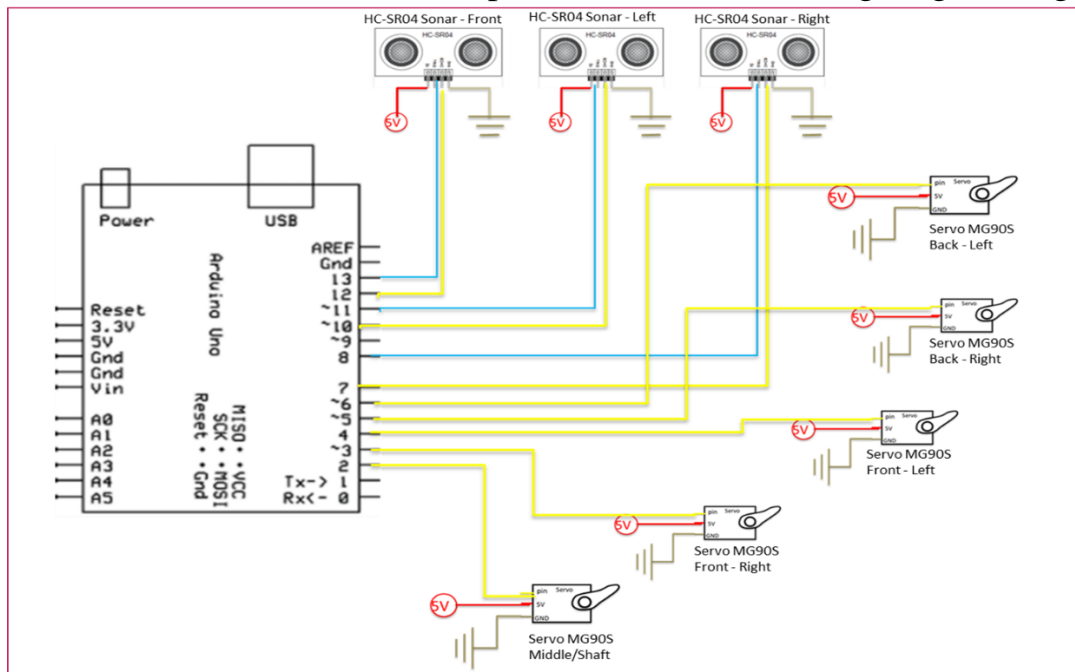 HC-SR04 Sonar - Front
HC-SR04 Sonar - Left
HC-SR04 Sonar - Right
HC-SR04
HC-SR04
HC-SR04
5V
5V
5V
Power
USB
Arduino Uno
AREF
Gnd
13
12
~11
~10
~9
8
7
~6
~5
4
~3
2
Tx-> 1
Rx<- 0
Reset
3.3V
5V
Gnd
Gnd
Vin
A0
A1
A2
A3
A4
A5
MISO • •VCC
SCK • •MOSI
Reset • •Gnd
pin Servo
5V
5V
GND
Servo MG90S
Back - Left
pin Servo
5V
5V
GND
Servo MG90S
Back - Right
pin Servo
5V
5V
GND
Servo MG90S
Front - Left
pin Servo
5V
5V
GND
Servo MG90S
Front - Right
pin Servo
5V
5V
GND
Servo MG90S
Middle/Shaft